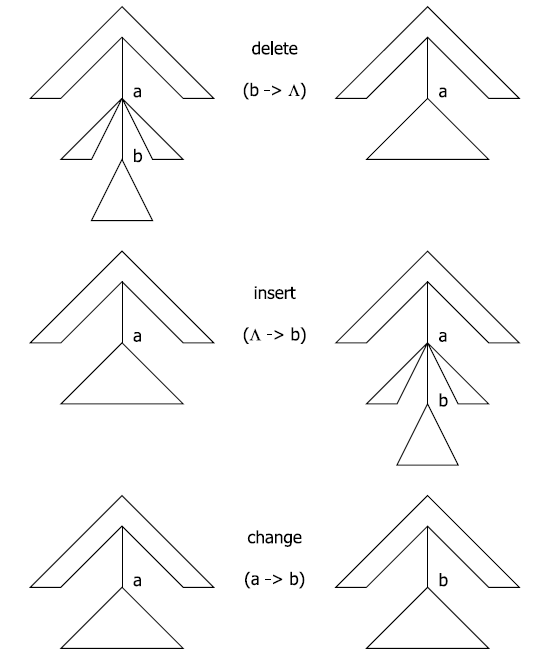 delete
a
(b -> Λ)
a
b
insert
a
(Λ -> b)
a
b
change
a
(a -> b)
b